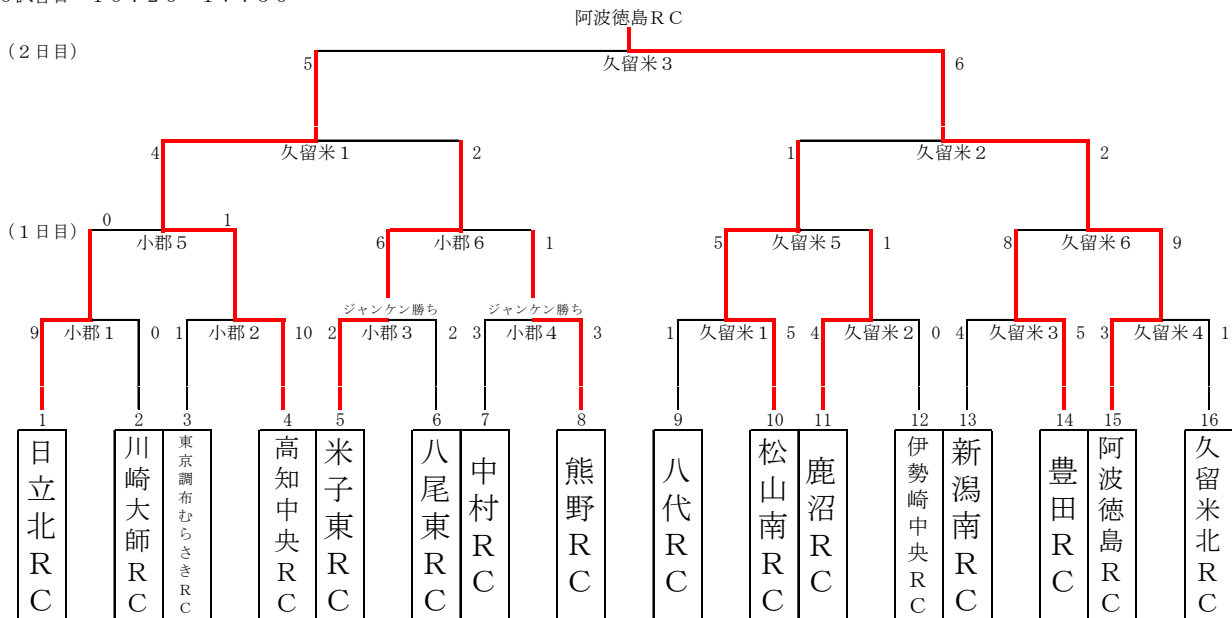 阿波徳島ＲＣ
(２日目)
5 久留米３ 6
4 久留米１ 2 1 久留米２ 2
0 1
(１日目) 小郡５ 6 小郡６ 1 5 久留米５ 1 8 久留米６ 9
ジャンケン勝ち ジャンケン勝ち
9 小郡１ 0 1 小郡２ 10 2 小郡３ 2 3 小郡４ 3 1 久留米１ 5 4 久留米２ 0 4 久留米３ 5 3 久留米４ 1
1 2 3 4 5 6 7 8 9 10 11 12 13 14 15 16
日立北ＲＣ
川崎大師ＲＣ
東京調布むらさきＲＣ
高知中央ＲＣ
米子東ＲＣ
八尾東ＲＣ
中村ＲＣ
熊野ＲＣ
八代ＲＣ
松山南ＲＣ
鹿沼ＲＣ
伊勢崎中央ＲＣ
新潟南ＲＣ
豊田ＲＣ
阿波徳島ＲＣ
久留米北ＲＣ